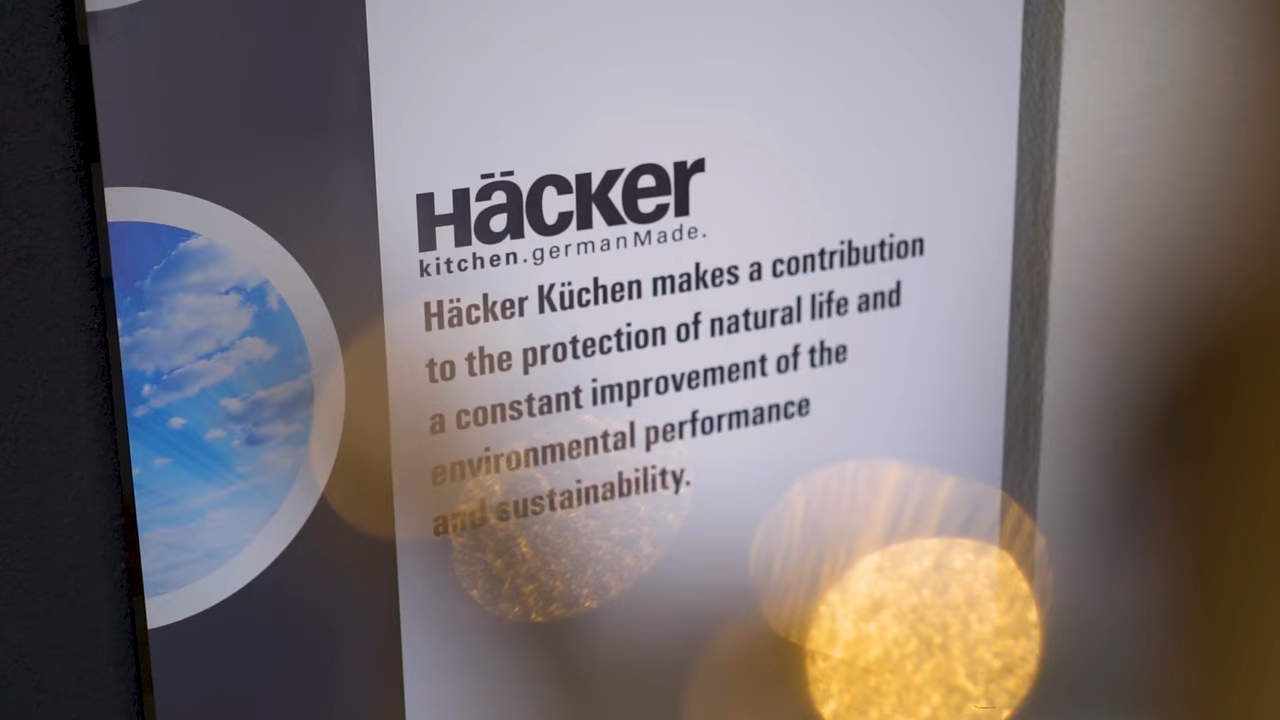 Häcker
kitchen.germanMade.
Häcker Küchen makes a contribution
to the protection of natural life and
a constant improvement of the
environmental performance
and sustainability.